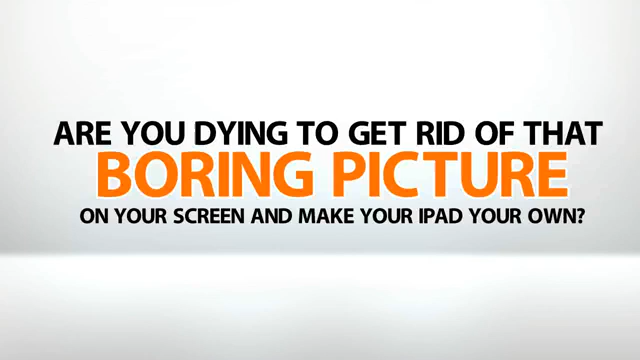 ARE YOU DYING TO GET RID OF THAT
BORING PICTURE
ON YOUR SCREEN AND MAKE YOUR IPAD YOUR OWN?